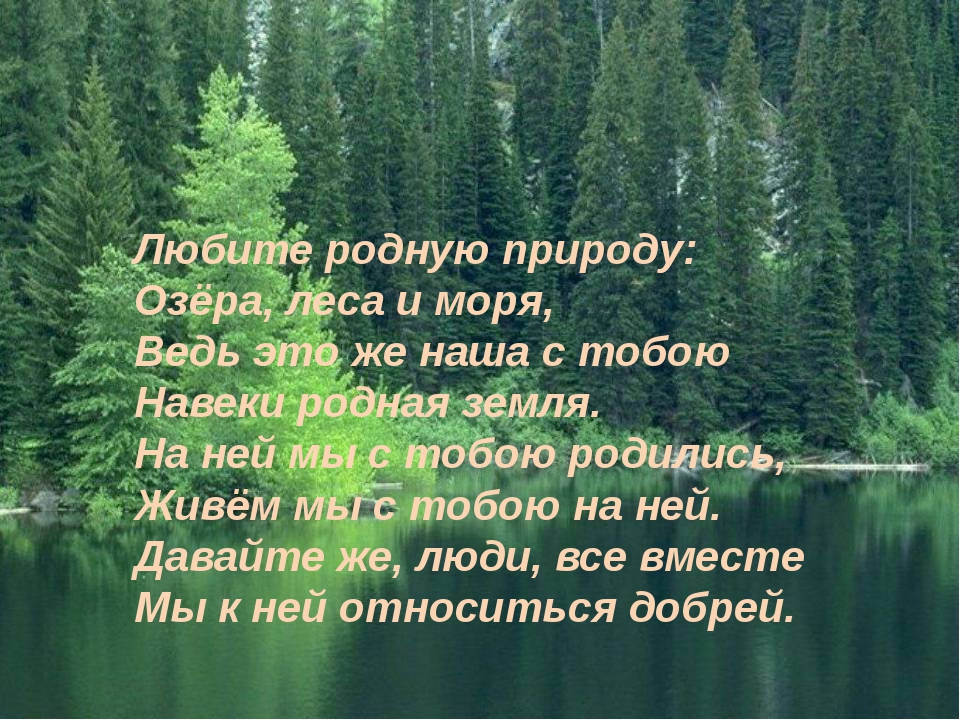 Любите родную природу:
Озёра, леса и моря,
Ведь это же наша с тобою
Навеки родная земля.
На ней мы с тобою родились,
Живём мы с тобою на ней.
Давайте же, люди, все вместе
Мы к ней относиться добрей.